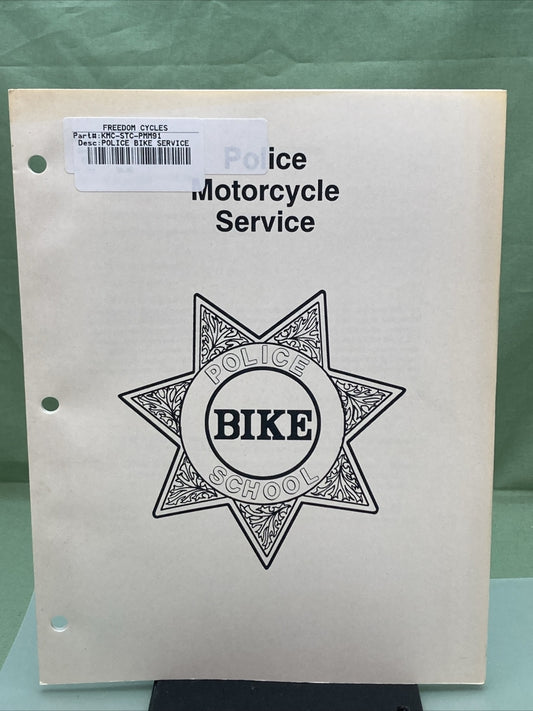 FREEDOM CYCLES
Part#:KMC-STC-PMM91
Desc:POLICE BIKE SERVICE
Police
Motorcycle
Service
POLICE
BIKE
SCHOOL